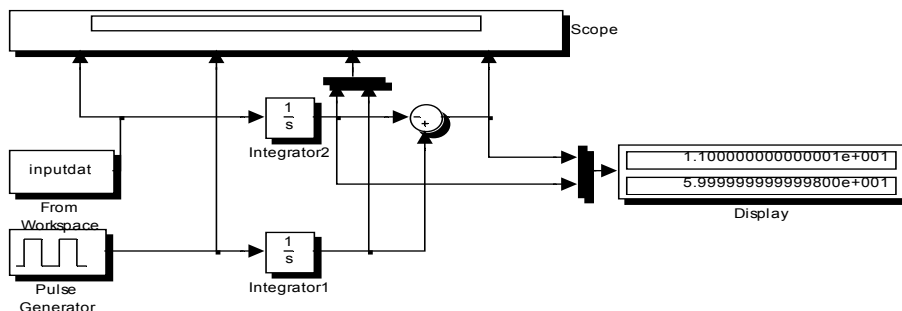 Scope
1
s
Integrator2
-
+
inputdat
From
Workspace
1.100000000000001e+001
5.999999999999800e+001
Display
1
s
Integrator1
Pulse
Generator